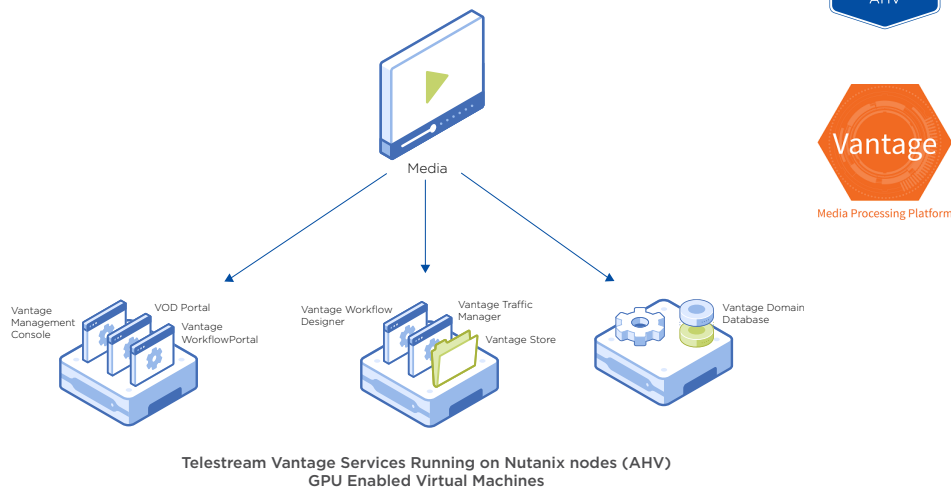 AHV
Vantage
Media Processing Platform
Media
Vantage
Management
Console
VOD Portal
Vantage
WorkflowPortal
Vantage Workflow
Designer
Vantage Traffic
Manager
Vantage Store
Vantage Domain
Database
Telestream Vantage Services Running on Nutanix nodes (AHV)
GPU Enabled Virtual Machines